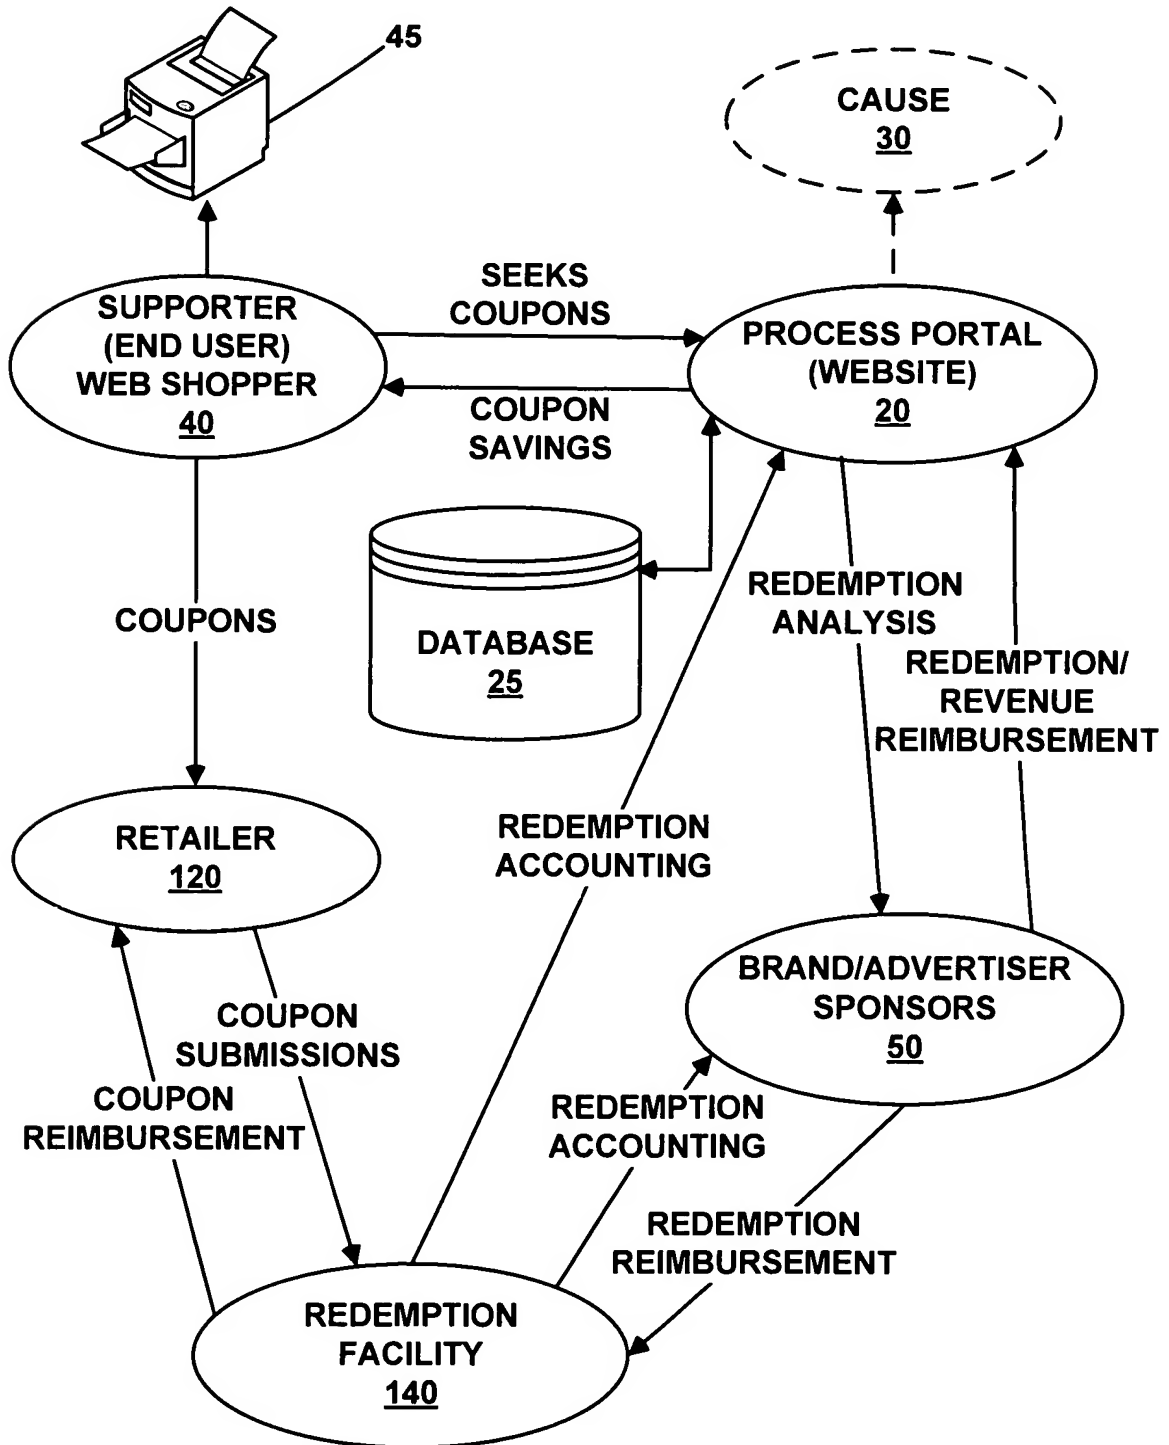 45
CAUSE
30
SUPPORTER
(END USER)
WEB SHOPPER
40
SEEKS
COUPONS
PROCESS PORTAL
(WEBSITE)
20
COUPON
SAVINGS
DATABASE
25
COUPONS
REDEMPTION
ANALYSIS
REDEMPTION/
REVENUE
REIMBURSEMENT
RETAILER
120
REDEMPTION
ACCOUNTING
BRAND/ADVERTISER
SPONSORS
50
COUPON
SUBMISSIONS
COUPON
REIMBURSEMENT
REDEMPTION
ACCOUNTING
REDEMPTION
REIMBURSEMENT
REDEMPTION
FACILITY
140